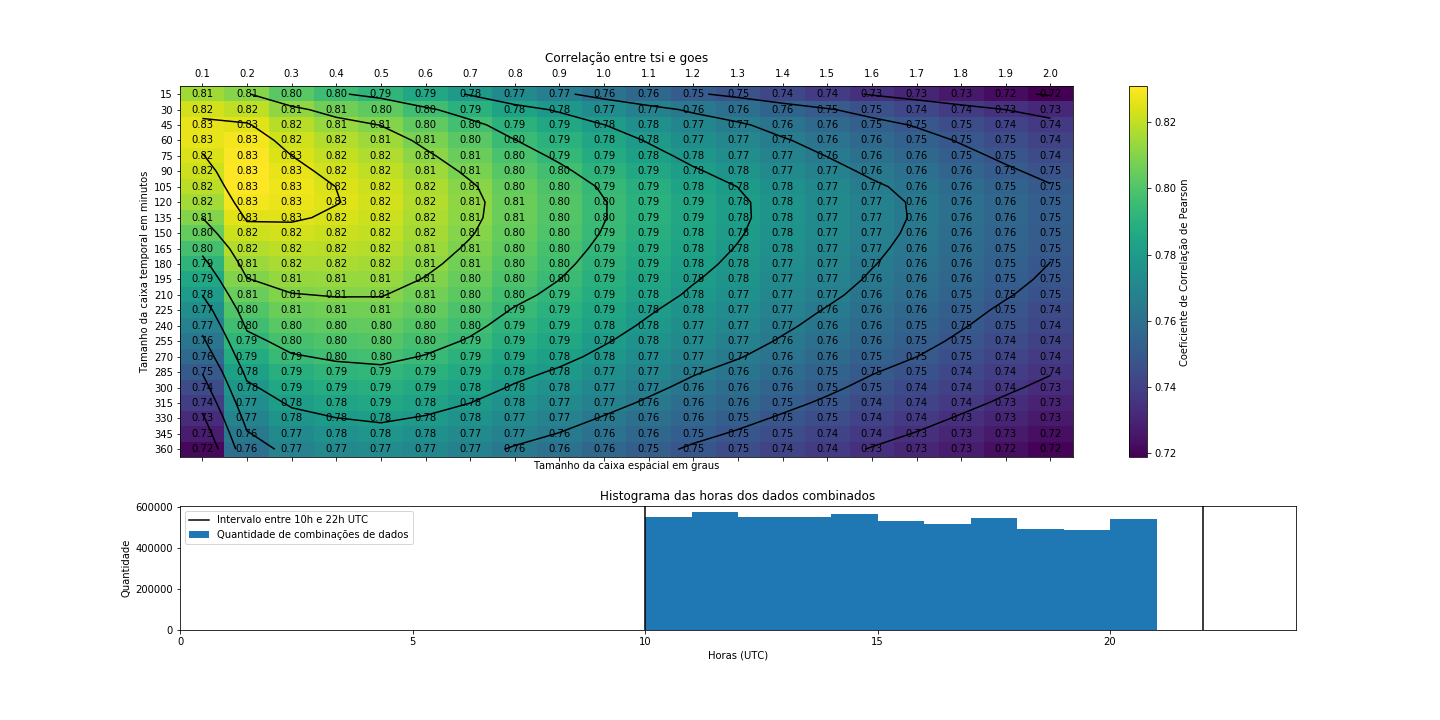 Correlação entre tsi e goes
0.1 0.2 0.3 0.4 0.5 0.6 0.7 0.8 0.9 1.0 1.1 1.2 1.3 1.4 1.5 1.6 1.7 1.8 1.9 2.0
15 0.81 0.81 0.80 0.80 0.79 0.79 0.78 0.77 0.77 0.76 0.76 0.75 0.75 0.74 0.74 0.73 0.73 0.73 0.72 0.72
30 0.82 0.82 0.81 0.81 0.80 0.80 0.79 0.78 0.78 0.77 0.77 0.76 0.76 0.76 0.75 0.75 0.74 0.74 0.73 0.73
45 0.83 0.83 0.82 0.81 0.81 0.80 0.80 0.79 0.79 0.78 0.78 0.77 0.77 0.76 0.76 0.75 0.75 0.75 0.74 0.74
60 0.83 0.83 0.82 0.82 0.81 0.81 0.80 0.80 0.79 0.78 0.78 0.77 0.77 0.76 0.76 0.76 0.75 0.75 0.75 0.74
75 0.82 0.83 0.83 0.82 0.82 0.81 0.81 0.80 0.79 0.79 0.78 0.78 0.77 0.77 0.76 0.76 0.76 0.75 0.75 0.74
90 0.82 0.83 0.83 0.82 0.82 0.81 0.81 0.80 0.80 0.79 0.79 0.78 0.78 0.77 0.77 0.76 0.76 0.76 0.75 0.75
105 0.82 0.83 0.83 0.82 0.82 0.82 0.81 0.80 0.80 0.79 0.79 0.78 0.78 0.78 0.77 0.77 0.76 0.76 0.76 0.75
120 0.82 0.83 0.83 0.83 0.82 0.82 0.81 0.81 0.80 0.80 0.79 0.79 0.78 0.78 0.77 0.77 0.76 0.76 0.76 0.75
135 0.81 0.83 0.83 0.82 0.82 0.82 0.81 0.81 0.80 0.80 0.79 0.79 0.78 0.78 0.77 0.77 0.76 0.76 0.76 0.75
150 0.80 0.82 0.82 0.82 0.82 0.82 0.81 0.80 0.80 0.79 0.79 0.78 0.78 0.78 0.77 0.77 0.76 0.76 0.75 0.75
165 0.80 0.82 0.82 0.82 0.82 0.81 0.81 0.80 0.80 0.79 0.79 0.78 0.78 0.77 0.77 0.77 0.76 0.76 0.75 0.75
180 0.79 0.81 0.82 0.82 0.82 0.81 0.81 0.80 0.80 0.79 0.79 0.78 0.78 0.77 0.77 0.76 0.76 0.76 0.75 0.75
195 0.79 0.81 0.81 0.81 0.81 0.81 0.80 0.80 0.80 0.79 0.79 0.78 0.78 0.77 0.77 0.76 0.76 0.75 0.75 0.75
210 0.78 0.81 0.81 0.81 0.81 0.81 0.80 0.80 0.79 0.79 0.78 0.78 0.77 0.77 0.77 0.76 0.76 0.75 0.75 0.75
225 0.77 0.80 0.81 0.81 0.81 0.80 0.80 0.79 0.79 0.79 0.78 0.78 0.77 0.77 0.76 0.76 0.75 0.75 0.75 0.74
240 0.77 0.80 0.80 0.80 0.80 0.80 0.80 0.79 0.79 0.78 0.78 0.77 0.77 0.77 0.76 0.76 0.75 0.75 0.75 0.74
255 0.76 0.79 0.80 0.80 0.80 0.80 0.79 0.79 0.79 0.78 0.78 0.77 0.77 0.76 0.76 0.75 0.75 0.75 0.74 0.74
270 0.76 0.79 0.79 0.80 0.80 0.79 0.79 0.79 0.78 0.78 0.77 0.77 0.77 0.76 0.76 0.75 0.75 0.74 0.74 0.74
285 0.75 0.78 0.79 0.79 0.79 0.79 0.79 0.78 0.78 0.77 0.77 0.77 0.76 0.76 0.75 0.75 0.75 0.74 0.74 0.74
300 0.74 0.78 0.79 0.79 0.79 0.79 0.78 0.78 0.77 0.77 0.77 0.76 0.76 0.75 0.75 0.75 0.74 0.74 0.74 0.73
315 0.74 0.77 0.78 0.78 0.79 0.78 0.78 0.78 0.77 0.77 0.76 0.76 0.76 0.75 0.75 0.74 0.74 0.74 0.73 0.73
330 0.73 0.77 0.78 0.78 0.78 0.78 0.78 0.77 0.77 0.76 0.76 0.76 0.75 0.75 0.75 0.74 0.74 0.73 0.73 0.73
345 0.73 0.76 0.77 0.78 0.78 0.78 0.77 0.77 0.76 0.76 0.76 0.75 0.75 0.75 0.74 0.74 0.73 0.73 0.73 0.72
360 0.72 0.76 0.77 0.77 0.77 0.77 0.77 0.76 0.76 0.76 0.75 0.75 0.75 0.74 0.74 0.73 0.73 0.73 0.72 0.72
Tamanho da caixa temporal em minutos
Tamanho da caixa espacial em graus
0.82
0.80
0.78
0.76
0.74
0.72
Coeficiente de Correlação de Pearson
Histograma das horas dos dados combinados
Intervalo entre 10h e 22h UTC
Quantidade de combinações de dados
600000
400000
200000
0
Quantidade
0 5 10 15 20
Horas (UTC)